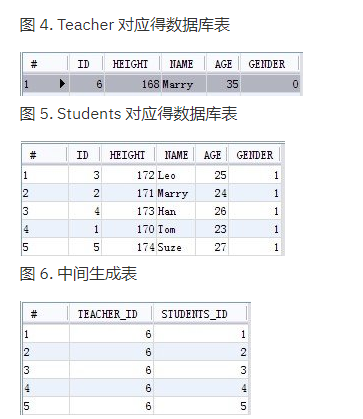 图 4. Teacher 对应得数据库表
# ID HEIGHT NAME AGE GENDER
1 6 168 Marry 35 0
图 5. Students 对应得数据库表
# ID HEIGHT NAME AGE GENDER
1 3 172 Leo 25 1
2 2 171 Marry 24 1
3 4 173 Han 26 1
4 1 170 Tom 23 1
5 5 174 Suze 27 1
图 6. 中间生成表
# TEACHER_ID STUDENTS_ID
1 6 1
2 6 2
3 6 3
4 6 4
5 6 5